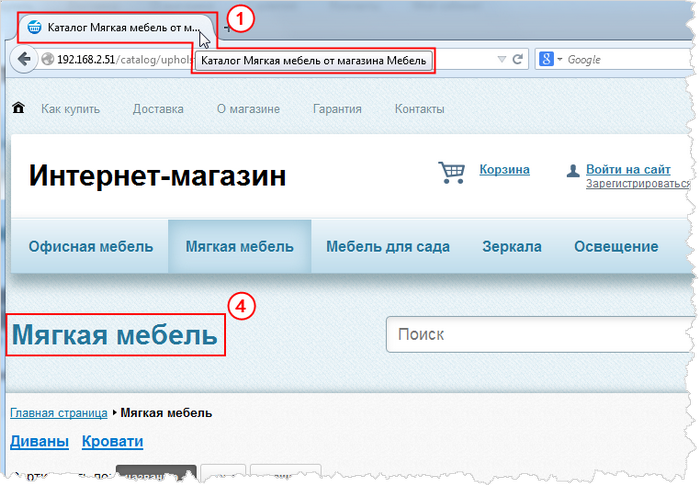 Каталог Мягкая мебель от м...
1
192.168.2.51/catalog/uphols
Каталог Мягкая мебель от магазина Мебель
Google
Как купить Доставка О магазине Гарантия Контакты
Интернет-магазин
Корзина
Войти на сайт
Зарегистрироваться
Офисная мебель Мягкая мебель Мебель для сада Зеркала Освещение
4
Мягкая мебель
Поиск
Главная страница Мягкая мебель
Диваны Кровати